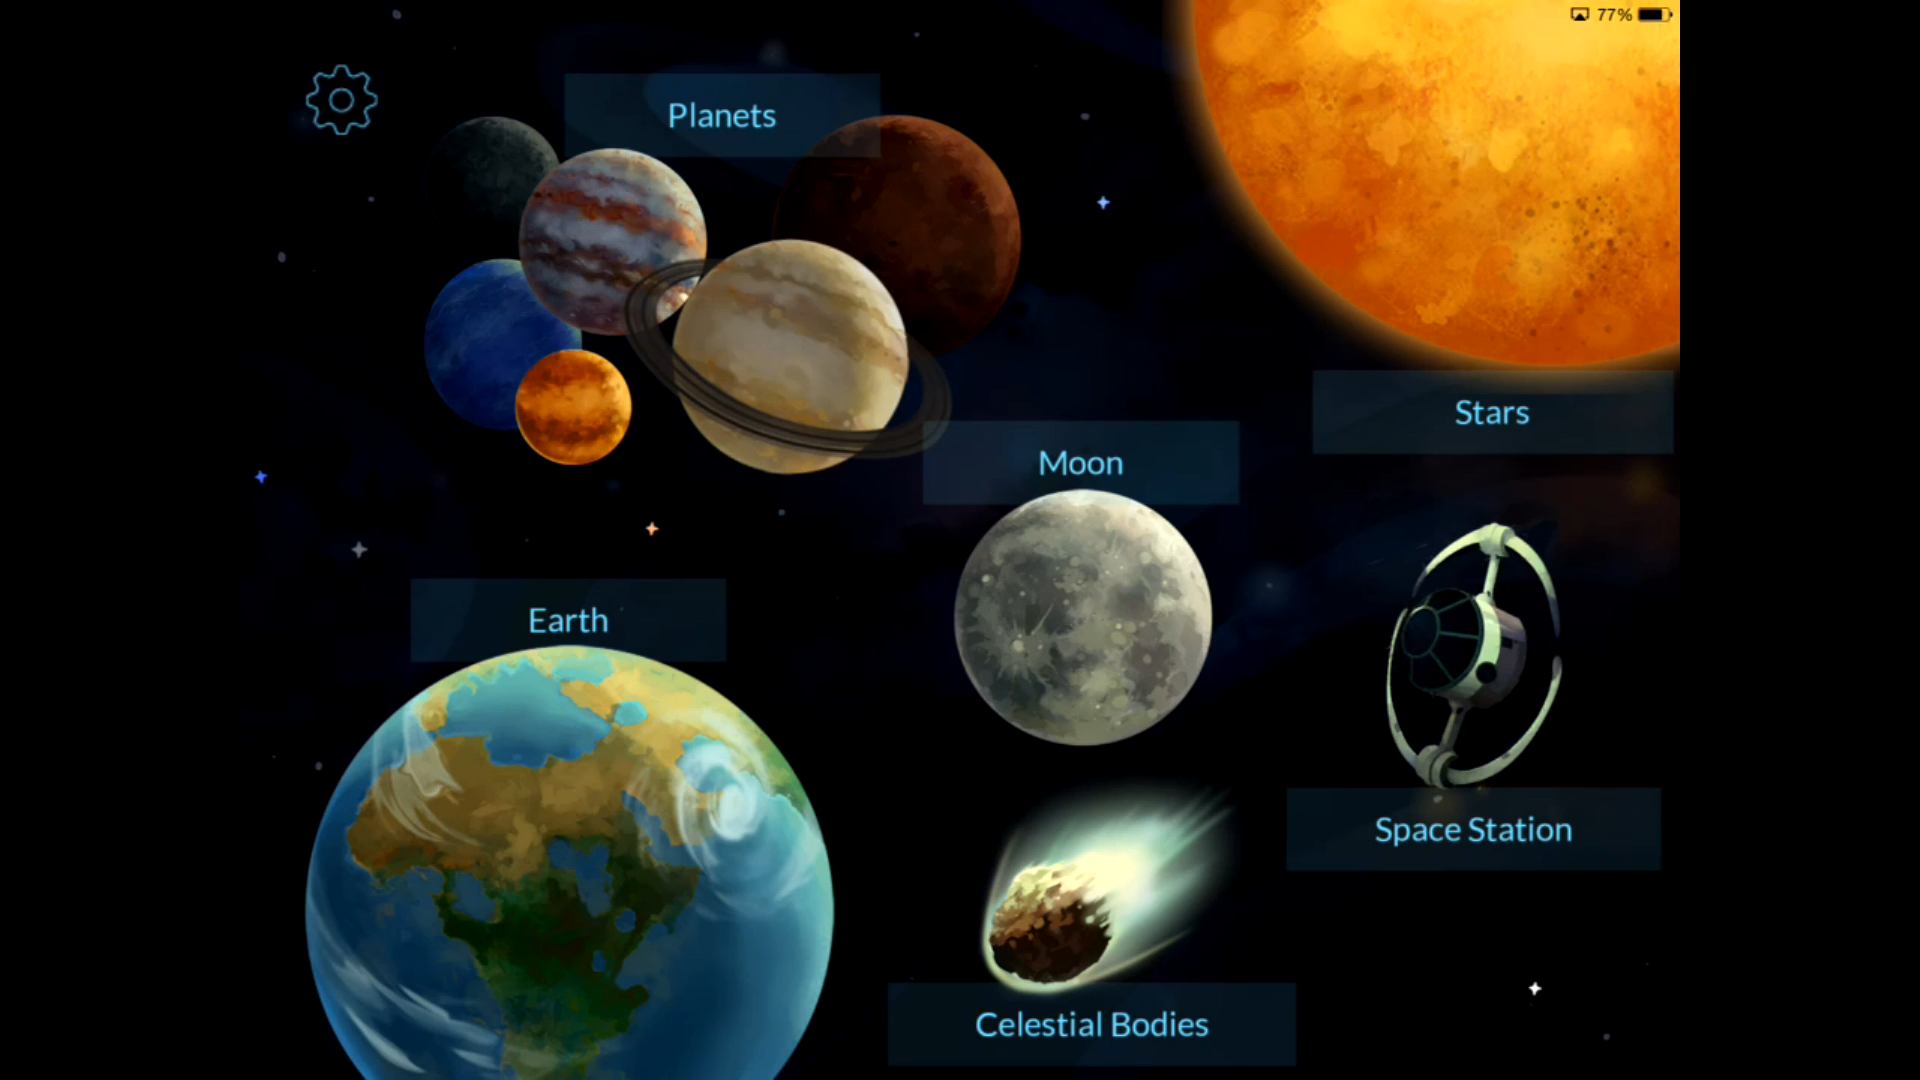 77%
Planets
Stars
Moon
Earth
Space Station
Celestial Bodies